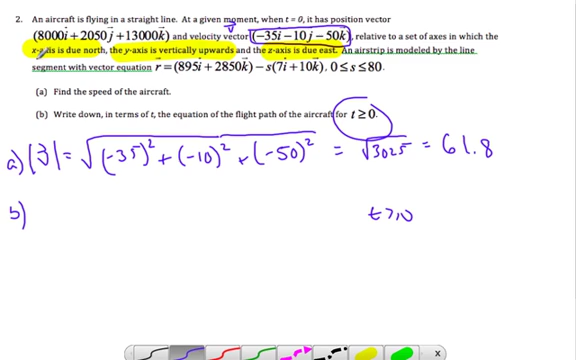 2. An aircraft is flying in a straight line. At a given moment, when t = 0, it has position vector
(8000i + 2050j + 13000k) and velocity vector (−35i − 10j − 50k), relative to a set of axes in which the
x-axis is due north, the y-axis is vertically upwards and the z-axis is due east. An airstrip is modeled by the line
segment with vector equation r = (895i + 2850k) − s(7i + 10k), 0 ≤ s ≤ 80.
(a) Find the speed of the aircraft.
(b) Write down, in terms of t, the equation of the flight path of the aircraft for t ≥ 0.
a) |v⃗| = √(-35)² + (-10)² + (-50)² = √3025 = 61.8
b) t ≥ 0
x